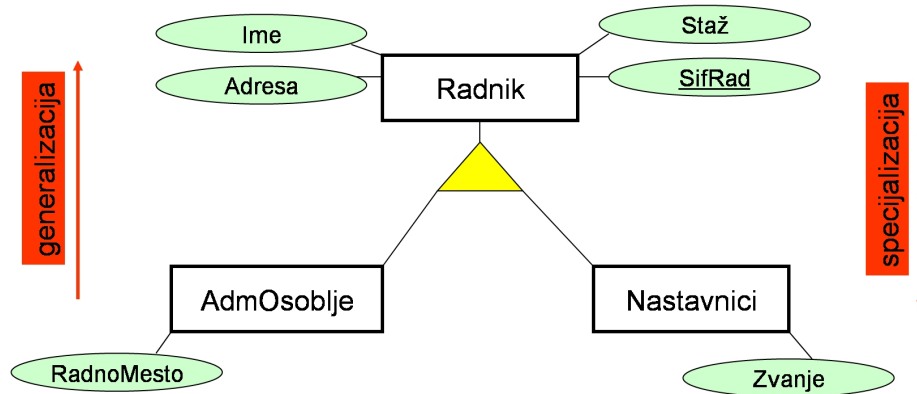 Ime
Staž
Adresa
Radnik
SifRad
generalizacija
specijalizacija
AdmOsoblje
Nastavnici
RadnoMesto
Zvanje